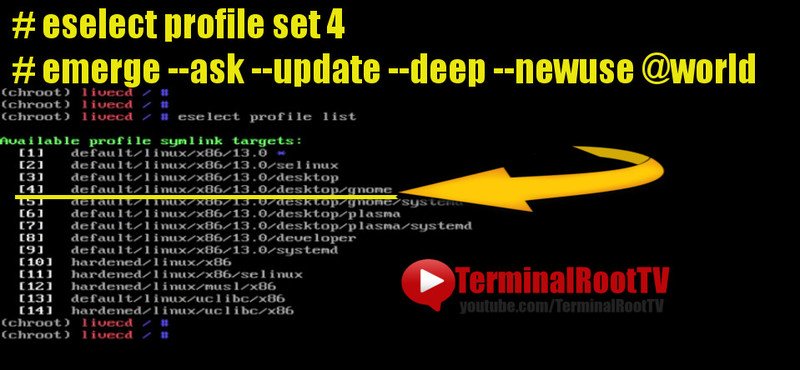 # eselect profile set 4
# emerge --ask --update --deep --newuse @world
(chroot) livecd / #
(chroot) livecd / #
(chroot) livecd / # eselect profile list
Available profile symlink targets:
[1] default/linux/x86/13.0 *
[2] default/linux/x86/13.0/selinux
[3] default/linux/x86/13.0/desktop
[4] default/linux/x86/13.0/desktop/gnome
[5] default/linux/x86/13.0/desktop/gnome/systemd
[6] default/linux/x86/13.0/desktop/plasma
[7] default/linux/x86/13.0/desktop/plasma/systemd
[8] default/linux/x86/13.0/developer
[9] default/linux/x86/13.0/systemd
[10] hardened/linux/x86
[11] hardened/linux/x86/selinux
[12] hardened/linux/musl/x86
[13] default/linux/uclibc/x86
[14] hardened/linux/uclibc/x86
(chroot) livecd / #
(chroot) livecd / #
TerminalRootTV
youtube.com/TerminalRootTV